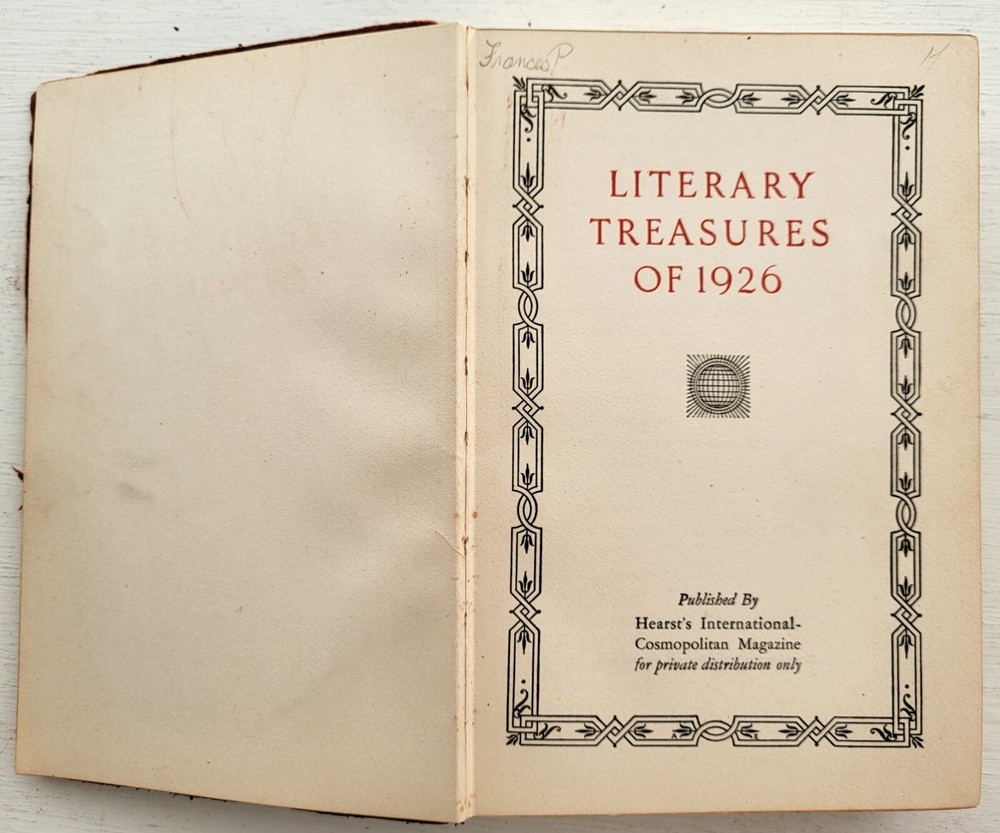 Frances P
LITERARY
TREASURES
OF 1926
Published By
Hearst's International-
Cosmopolitan Magazine
for private distribution only